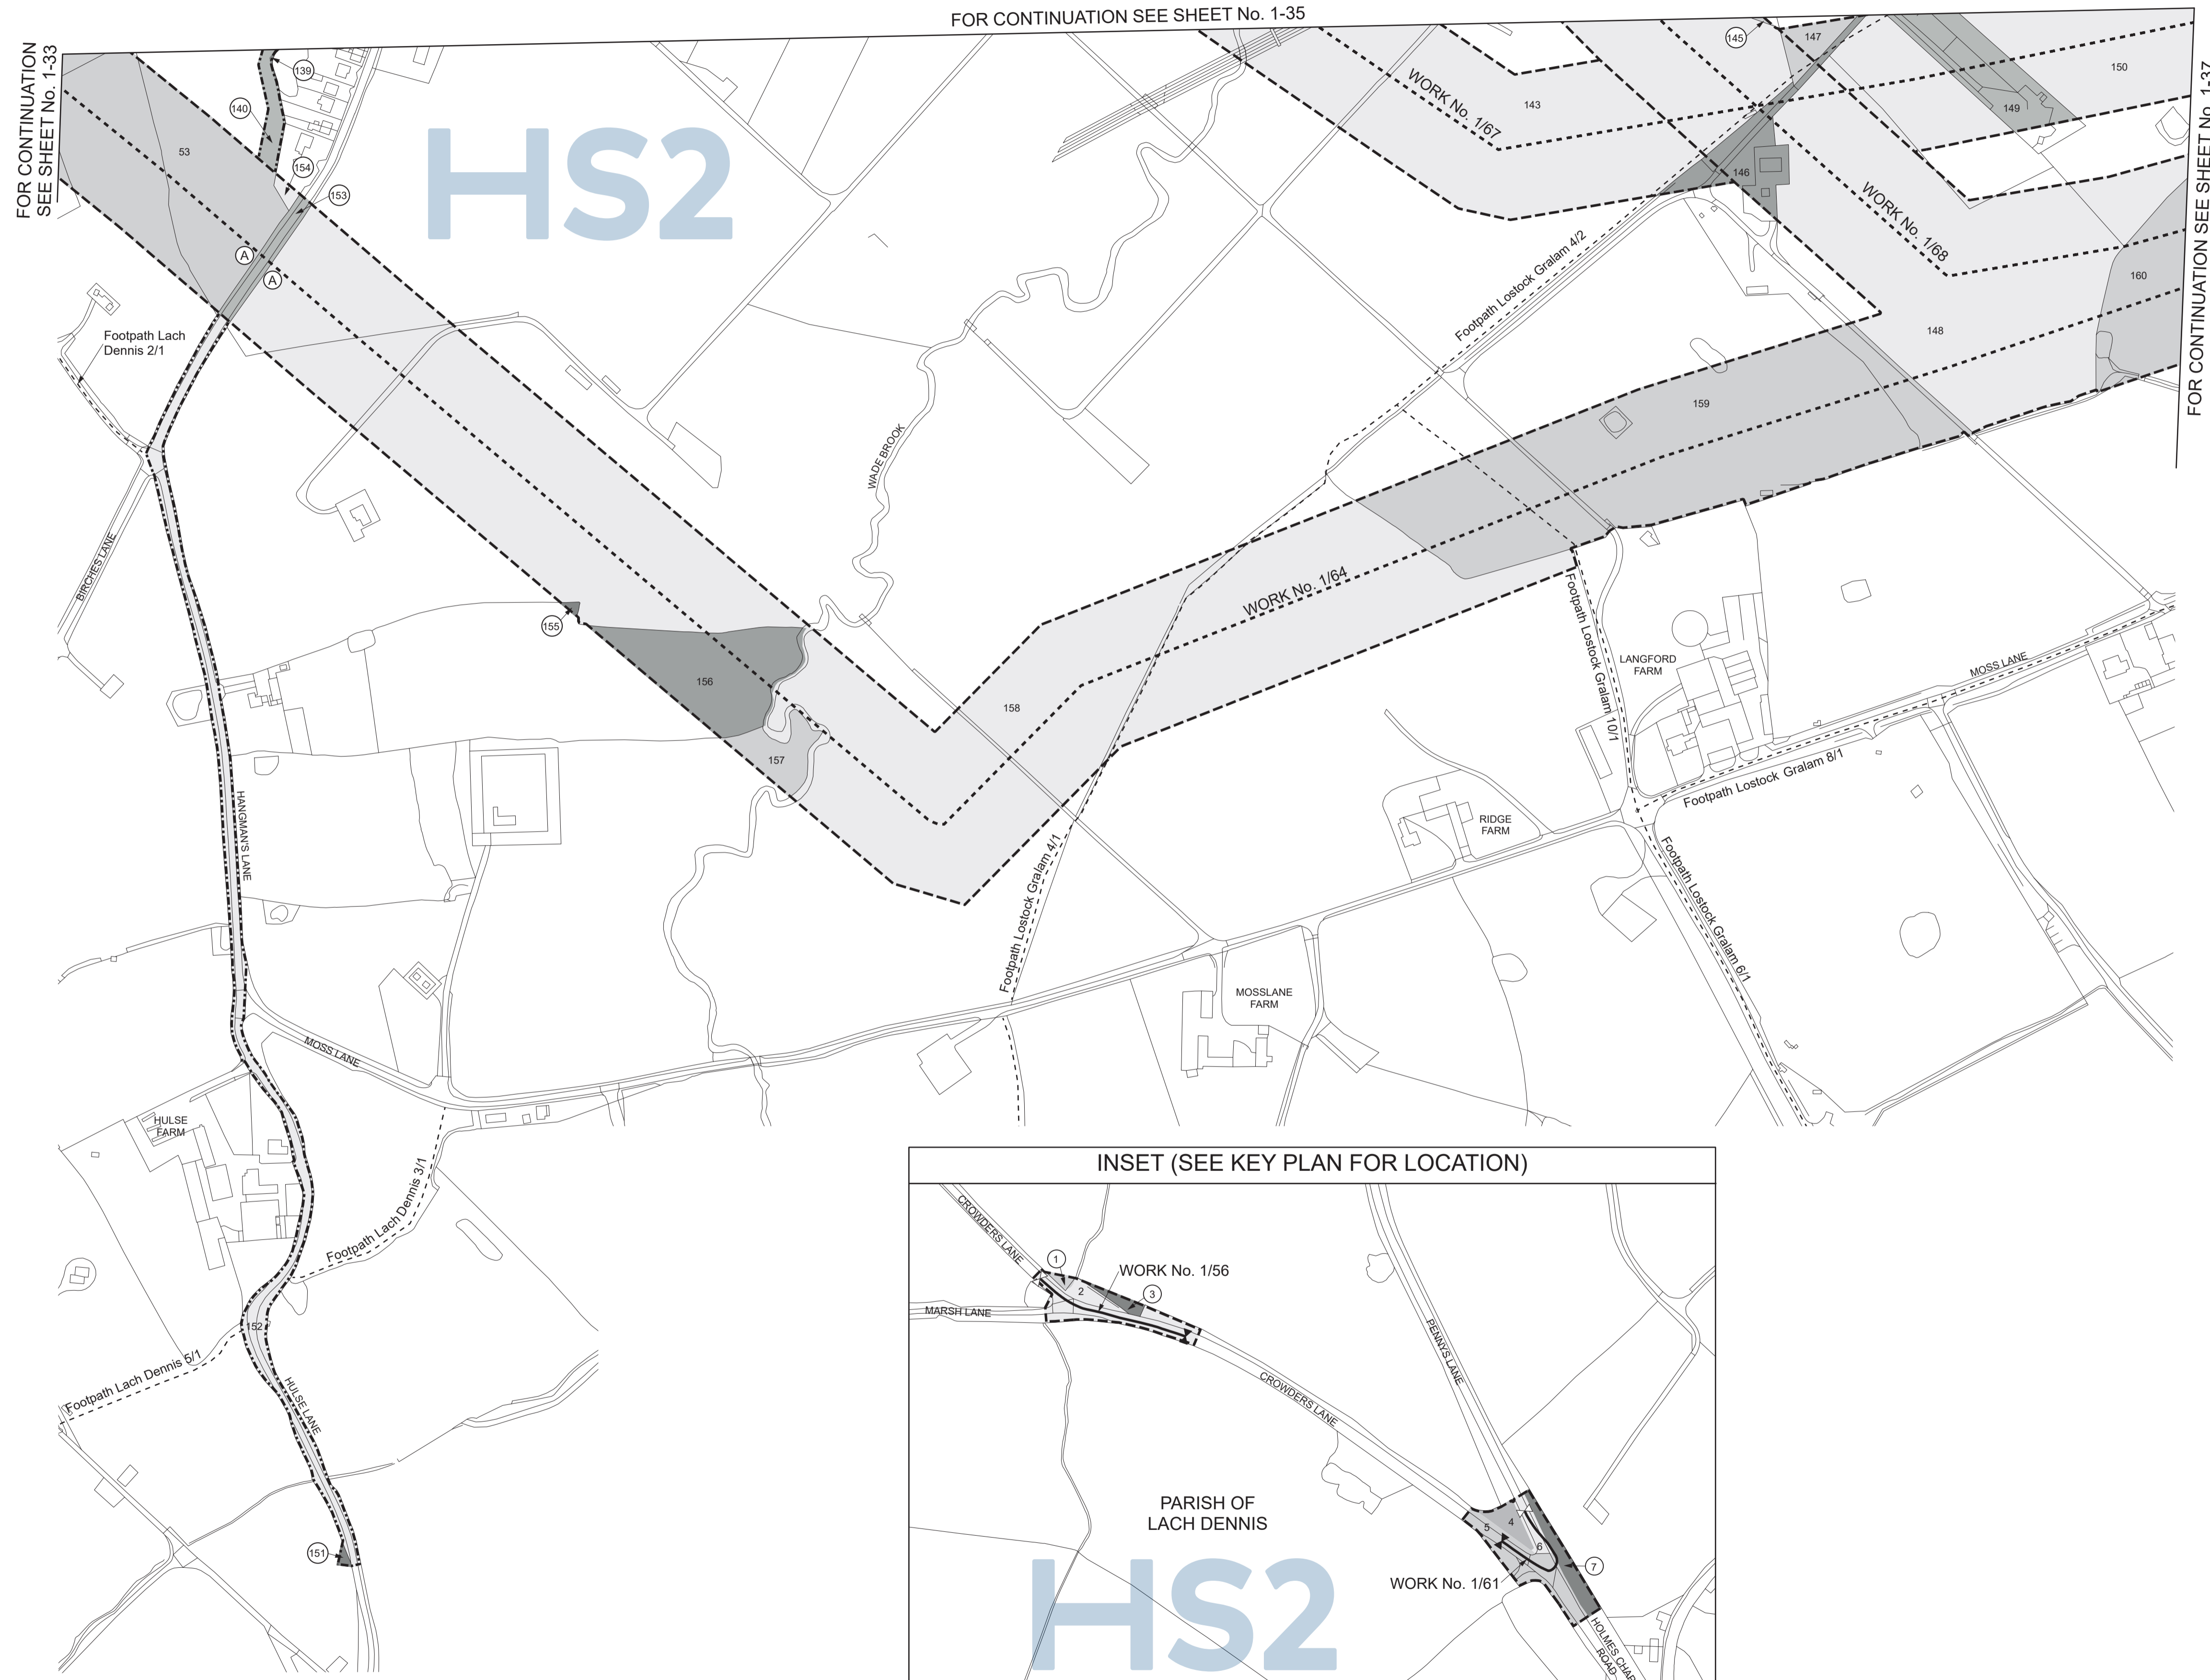 FOR CONTINUATION SEE SHEET No. 1-35
FOR CONTINUATION
SEE SHEET No. 1-33
FOR CONTINUATION SEE SHEET No. 1-37
139
140
53
154
153
A
A
HS2
145
147
150
149
143
WORK No. 1/67
146
WORK No. 1/68
160
148
Footpath Lostock Gralam 4/2
Footpath Lach
Dennis 2/1
159
WADE BROOK
BIRCHES LANE
155
156
157
158
WORK No. 1/64
Footpath Lostock Gralam 10/1
LANGFORD
FARM
MOSS LANE
Footpath Lostock Gralam 8/1
RIDGE
FARM
Footpath Lostock Gralam 6/1
Footpath Lostock Gralam 4/1
HANGMAN'S LANE
MOSSLANE
FARM
MOSS LANE
HULSE
FARM
Footpath Lach Dennis 3/1
152
Footpath Lach Dennis 5/1
HULSE LANE
151
INSET (SEE KEY PLAN FOR LOCATION)
CROWDERS LANE
1
WORK No. 1/56
2
3
MARSH LANE
PENNYS LANE
CROWDERS LANE
PARISH OF
LACH DENNIS
4
5
6
7
WORK No. 1/61
HOLMES
ROAD
HS2